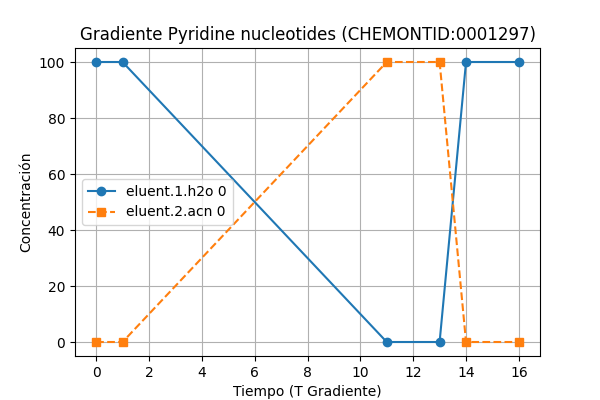 Gradiente Pyridine nucleotides (CHEMONTID:0001297)
100
80
60
40
20
0
Concentración
eluent.1.h2o 0
eluent.2.acn 0
0 2 4 6 8 10 12 14 16
Tiempo (T Gradiente)